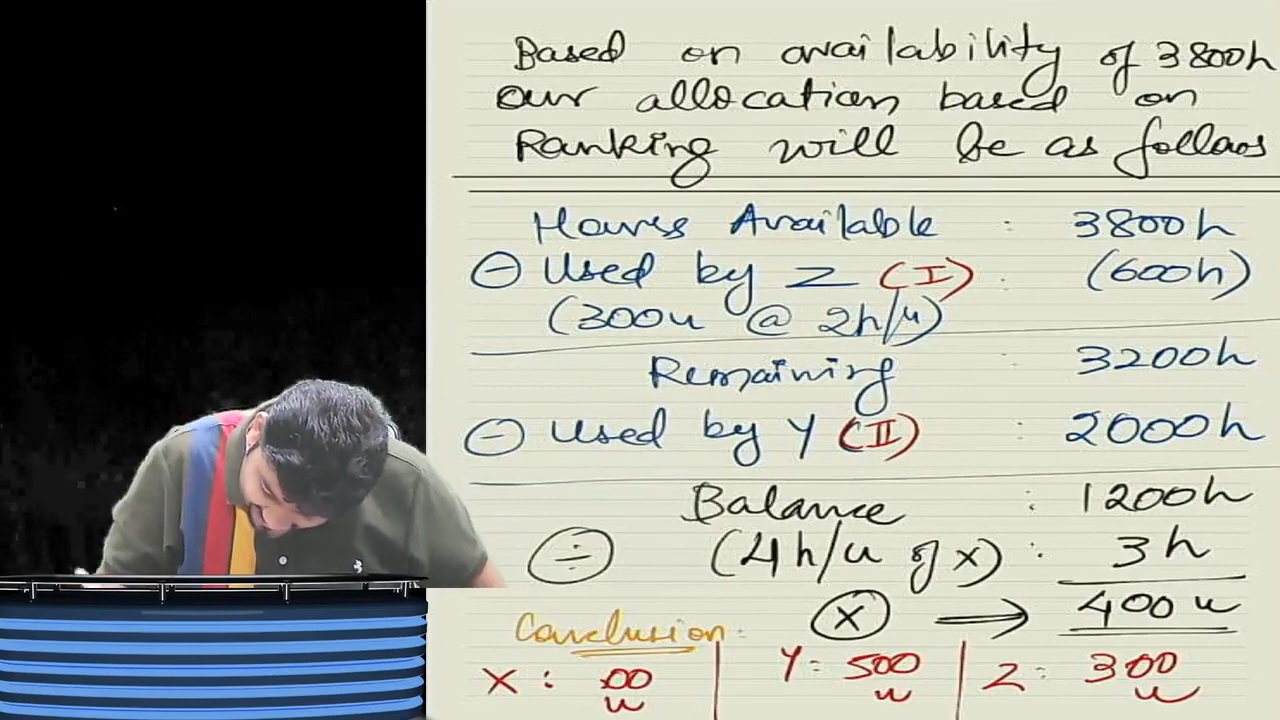 Based on availability of 3800h
our allocation based on
Ranking will be as follows
Hours Available : 3800h
⊖ Used by Z (I) : (600h)
(300u @ 2h/u)
Remaining : 3200h
⊖ Used by Y (II) : 2000h
Balance : 1200h
÷ (4h/u of x) : 3h
X → 400u
Conclusion:
X : 00 u | Y = 500 u | Z : 300 u